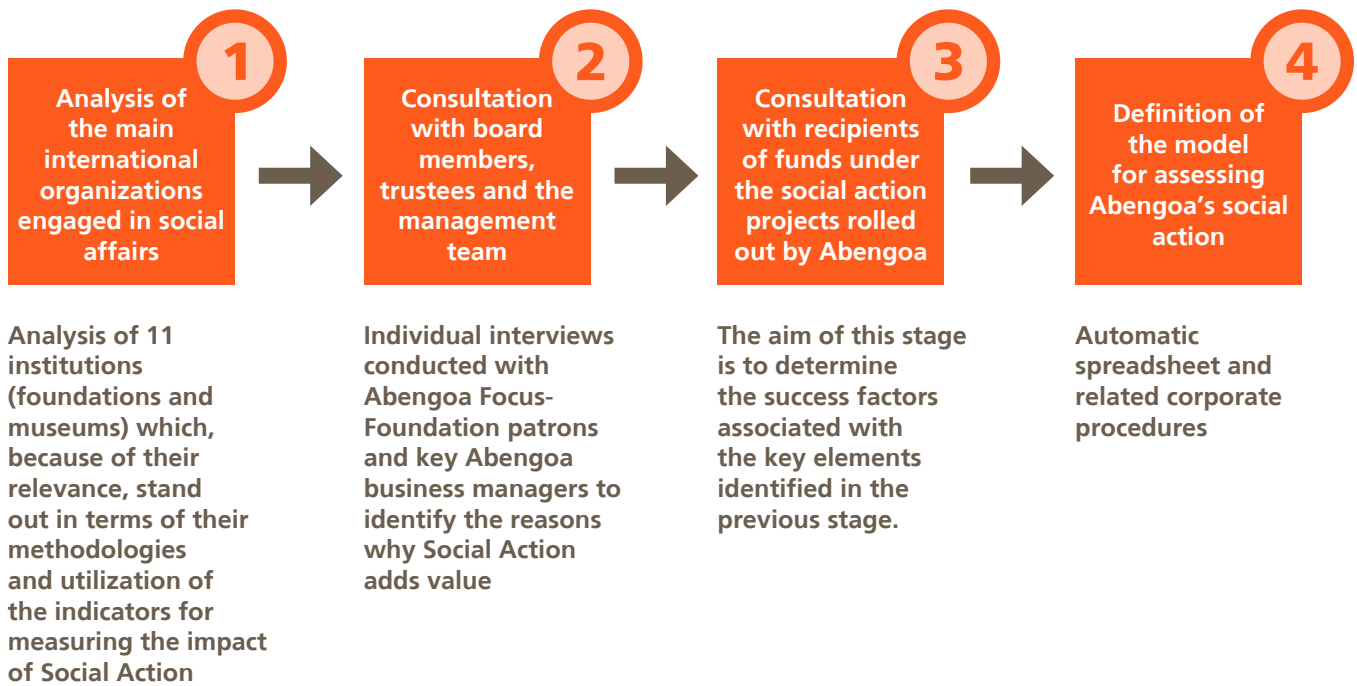 1
Analysis of
the main
international
organizations
engaged in social
affairs
Analysis of 11
institutes
(foundations and
museums) which,
because of their
relevance, stand
out in terms of their
methodologies
and utilization of
the indicators for
measuring the impact
of Social Action
2
Consultation
with board
members,
trustees and the
management
team
Individual interviews
conducted with
Abengoa Focus-
Foundation patrons
and key Abengoa
business managers to
identify the reasons
why Social Action
adds value
3
Consultation
with recipients
of funds under
the social action
projects rolled
out by Abengoa
The aim of this stage
is to determine
the success factors
associated with
the key elements
identified in the
previous stage.
4
Definition of
the model
for assessing
Abengoa’s social
action
Automatic
spreadsheet and
related corporate
procedures